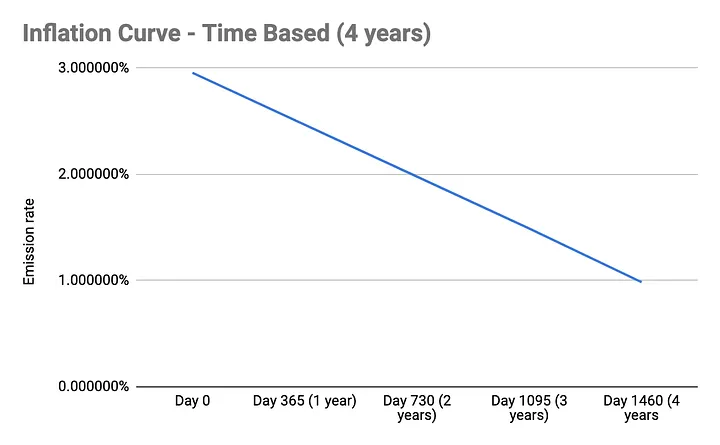 Inflation Curve - Time Based (4 years)
3.000000%
2.000000%
1.000000%
0.000000%
Emission rate
Day 0
Day 365 (1 year)
Day 730 (2
years)
Day 1095 (3
years)
Day 1460 (4
years